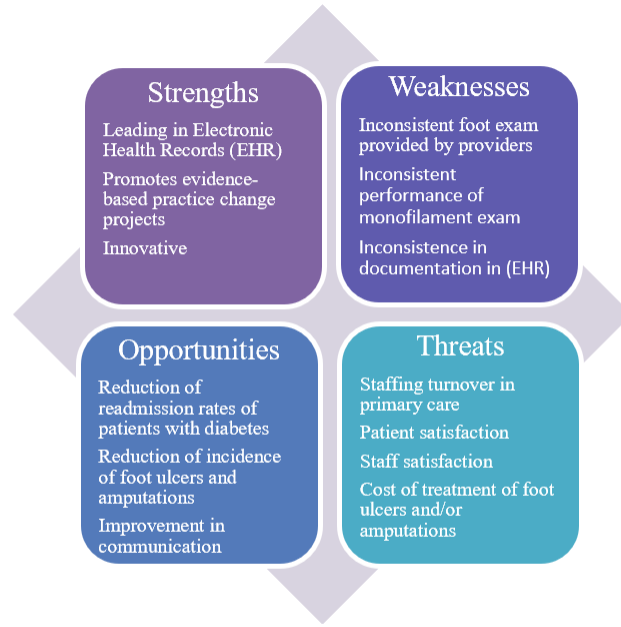 Strengths
Leading in Electronic
Health Records (EHR)
Promotes evidence-
based practice change
projects
Innovative
Weaknesses
Inconsistent foot exam
provided by providers
Inconsistent
performance of
monofilament exam
Inconsistence in
documentation in (EHR)
Opportunities
Reduction of
readmission rates of
patients with diabetes
Reduction of incidence
of foot ulcers and
amputations
Improvement in
communication
Threats
Staffing turnover in
primary care
Patient satisfaction
Staff satisfaction
Cost of treatment of foot
ulcers and/or
amputations